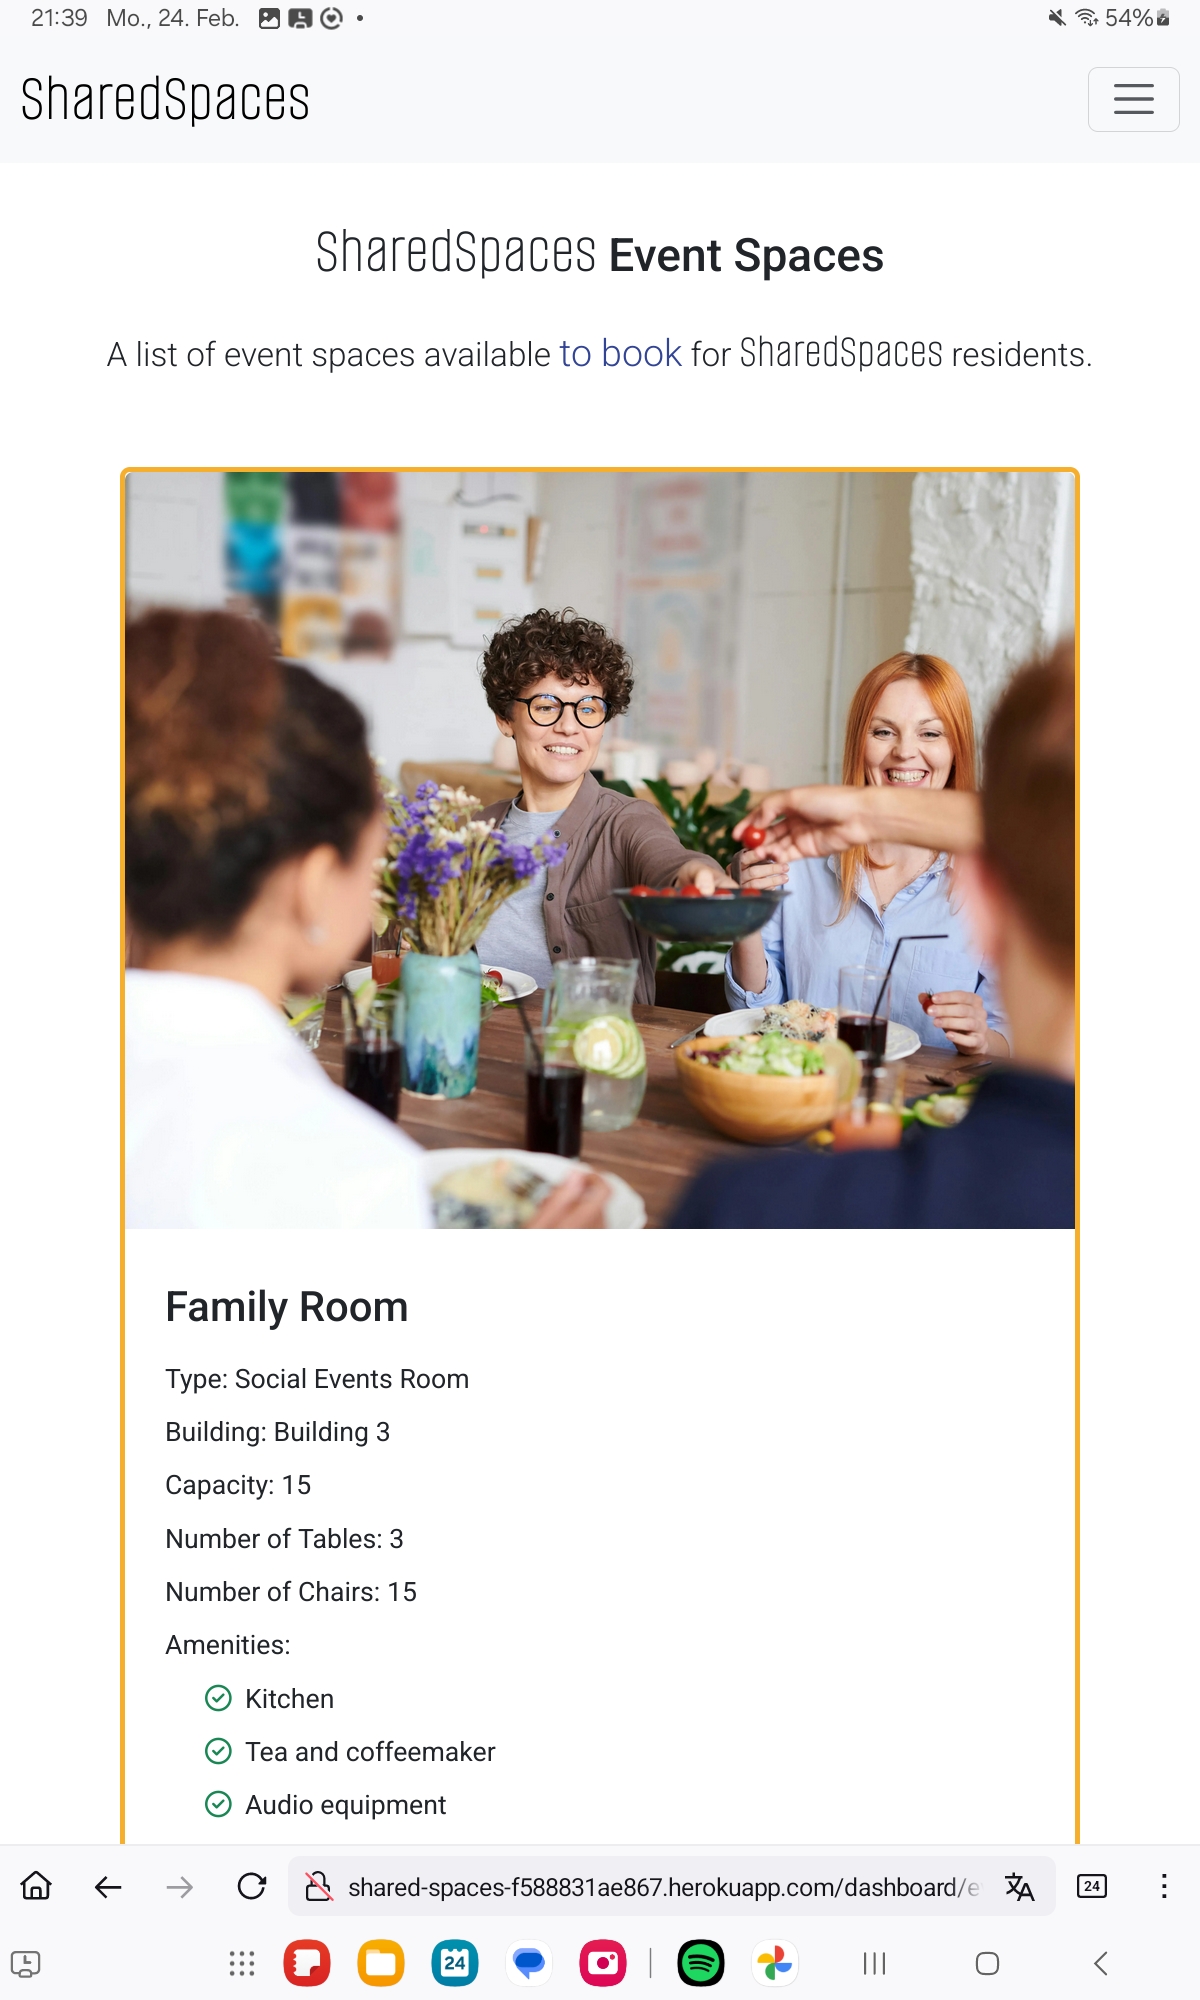 21:39 Mo., 24. Feb. 54%
SharedSpaces
SharedSpaces Event Spaces
A list of event spaces available to book for SharedSpaces residents.
Family Room
Type: Social Events Room
Building: Building 3
Capacity: 15
Number of Tables: 3
Number of Chairs: 15
Amenities:
Kitchen
Tea and coffeemaker
Audio equipment
shared-spaces-f588831ae867.herokuapp.com/dashboard/e 24
24